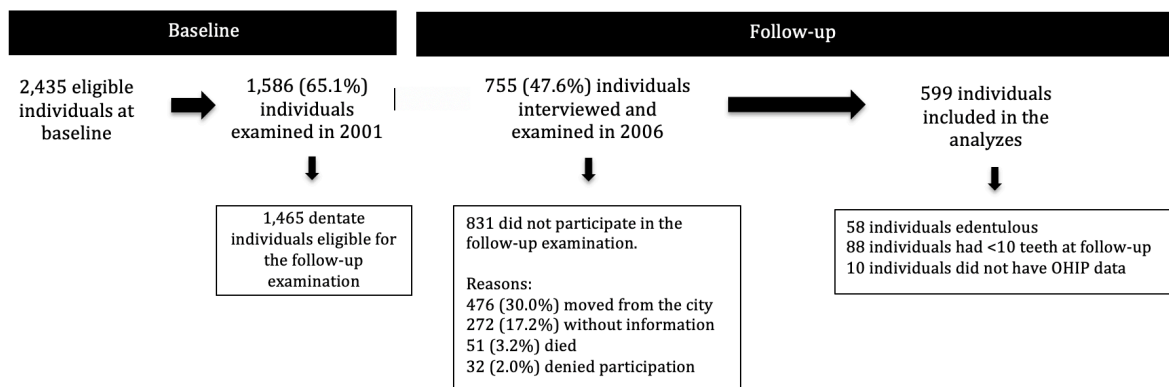 Baseline
Follow-up
2,435 eligible
individuals at
baseline
1,586 (65.1%)
individuals
examined in 2001
755 (47.6%) individuals
interviewed and
examined in 2006
599 individuals
included in the
analyzes
1,465 dentate
individuals eligible for
the follow-up
examination
831 did not participate in the
follow-up examination.
Reasons:
476 (30.0%) moved from the city
272 (17.2%) without information
51 (3.2%) died
32 (2.0%) denied participation
58 individuals edentulous
88 individuals had <10 teeth at follow-up
10 individuals did not have OHIP data